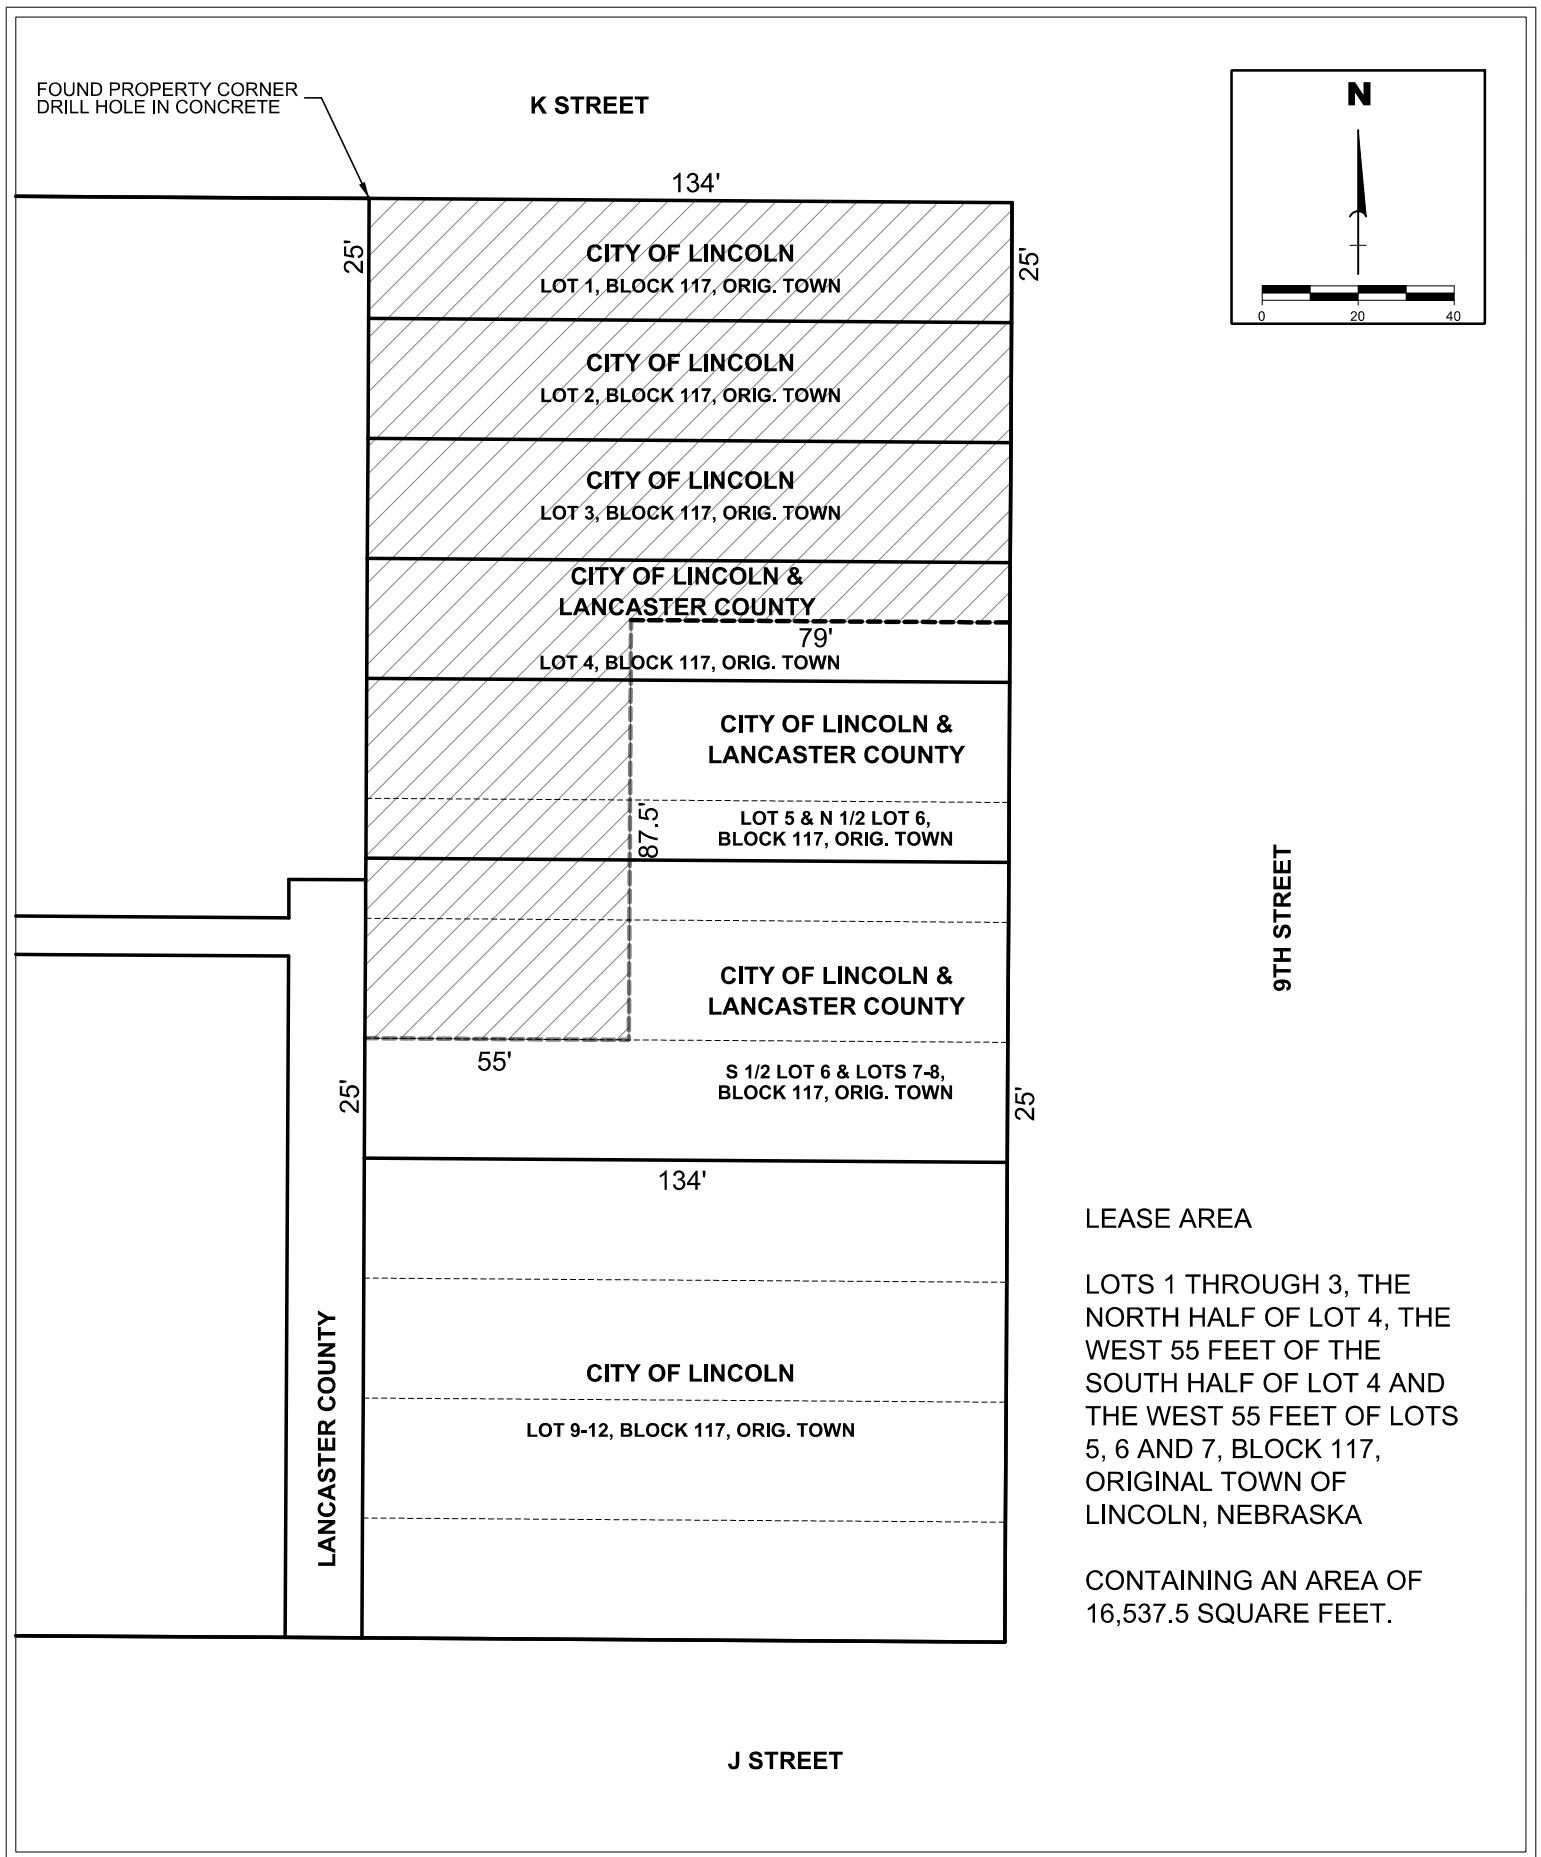 FOUND PROPERTY CORNER
DRILL HOLE IN CONCRETE
K STREET
N
0 20 40
134'
25'
25'
CITY OF LINCOLN
LOT 1, BLOCK 117, ORIG. TOWN
CITY OF LINCOLN
LOT 2, BLOCK 117, ORIG. TOWN
CITY OF LINCOLN
LOT 3, BLOCK 117, ORIG. TOWN
CITY OF LINCOLN &
LANCASTER COUNTY
79'
LOT 4, BLOCK 117, ORIG. TOWN
CITY OF LINCOLN &
LANCASTER COUNTY
87.5'
LOT 5 & N 1/2 LOT 6,
BLOCK 117, ORIG. TOWN
9TH STREET
CITY OF LINCOLN &
LANCASTER COUNTY
55'
S 1/2 LOT 6 & LOTS 7-8,
BLOCK 117, ORIG. TOWN
25'
25'
134'
LANCASTER COUNTY
CITY OF LINCOLN
LOT 9-12, BLOCK 117, ORIG. TOWN
LEASE AREA
LOTS 1 THROUGH 3, THE
NORTH HALF OF LOT 4, THE
WEST 55 FEET OF THE
SOUTH HALF OF LOT 4 AND
THE WEST 55 FEET OF LOTS
5, 6 AND 7, BLOCK 117,
ORIGINAL TOWN OF
LINCOLN, NEBRASKA
CONTAINING AN AREA OF
16,537.5 SQUARE FEET.
J STREET